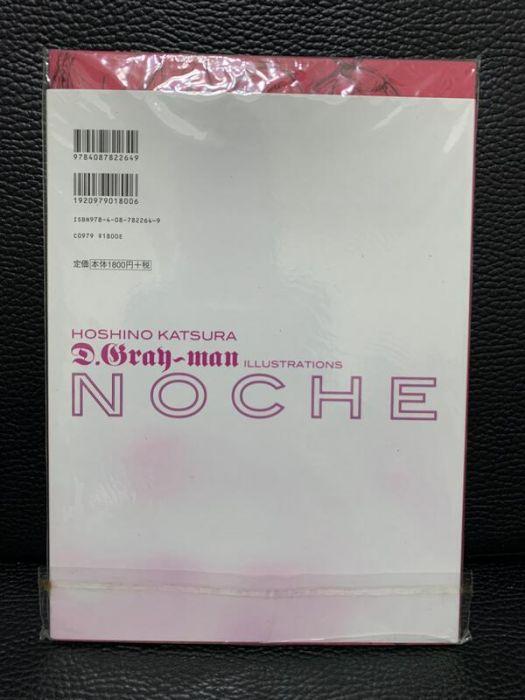 9784087822649
1920979018006
ISBN978-4-08-782264-9
C0979 ¥1800E
定価 本体1800円+税
HOSHINO KATSURA
D.Gray-man ILLUSTRATIONS
NOCHE